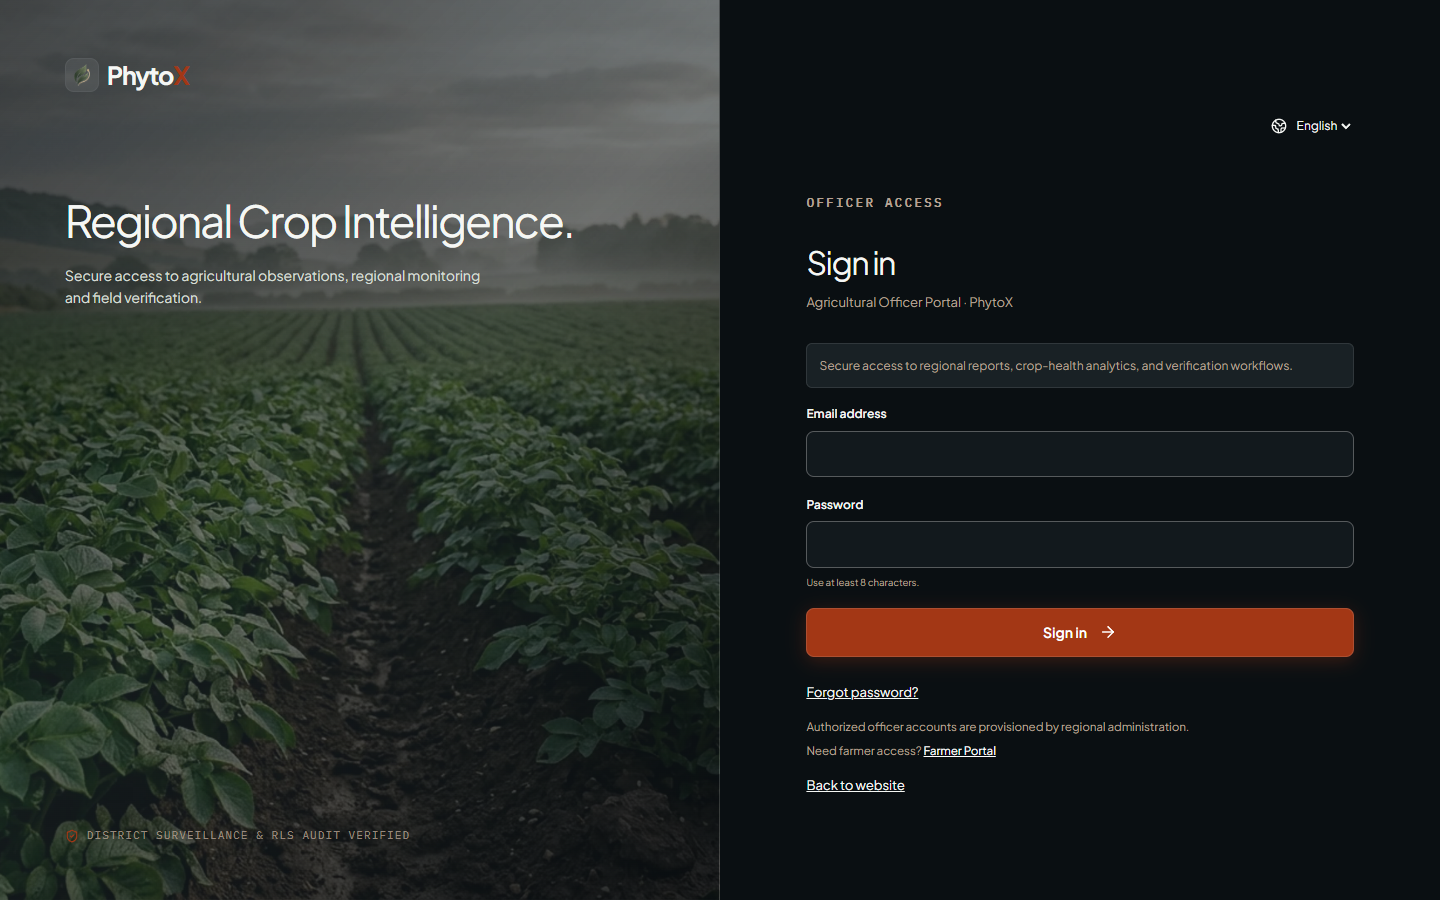 PhytoX
Regional Crop Intelligence.
Secure access to agricultural observations, regional monitoring
and field verification.
DISTRICT SURVEILLANCE & RLS AUDIT VERIFIED
English
OFFICER ACCESS
Sign in
Agricultural Officer Portal · PhytoX
Secure access to regional reports, crop-health analytics, and verification workflows.
Email address
Password
Use at least 8 characters.
Sign in
Forgot password?
Authorized officer accounts are provisioned by regional administration.
Need farmer access? Farmer Portal
Back to website